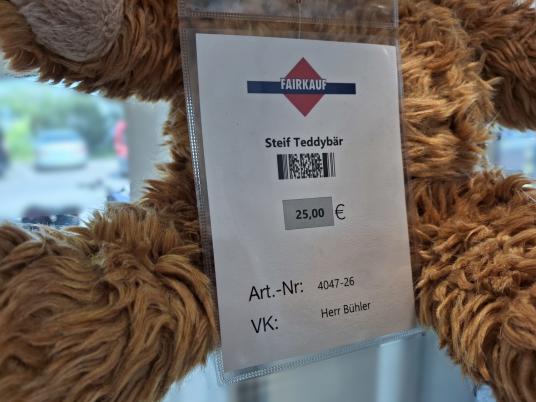 FAIRKAUF
Steif Teddybär
25,00 €
Art.-Nr: 4047-26
VK: Herr Bühler